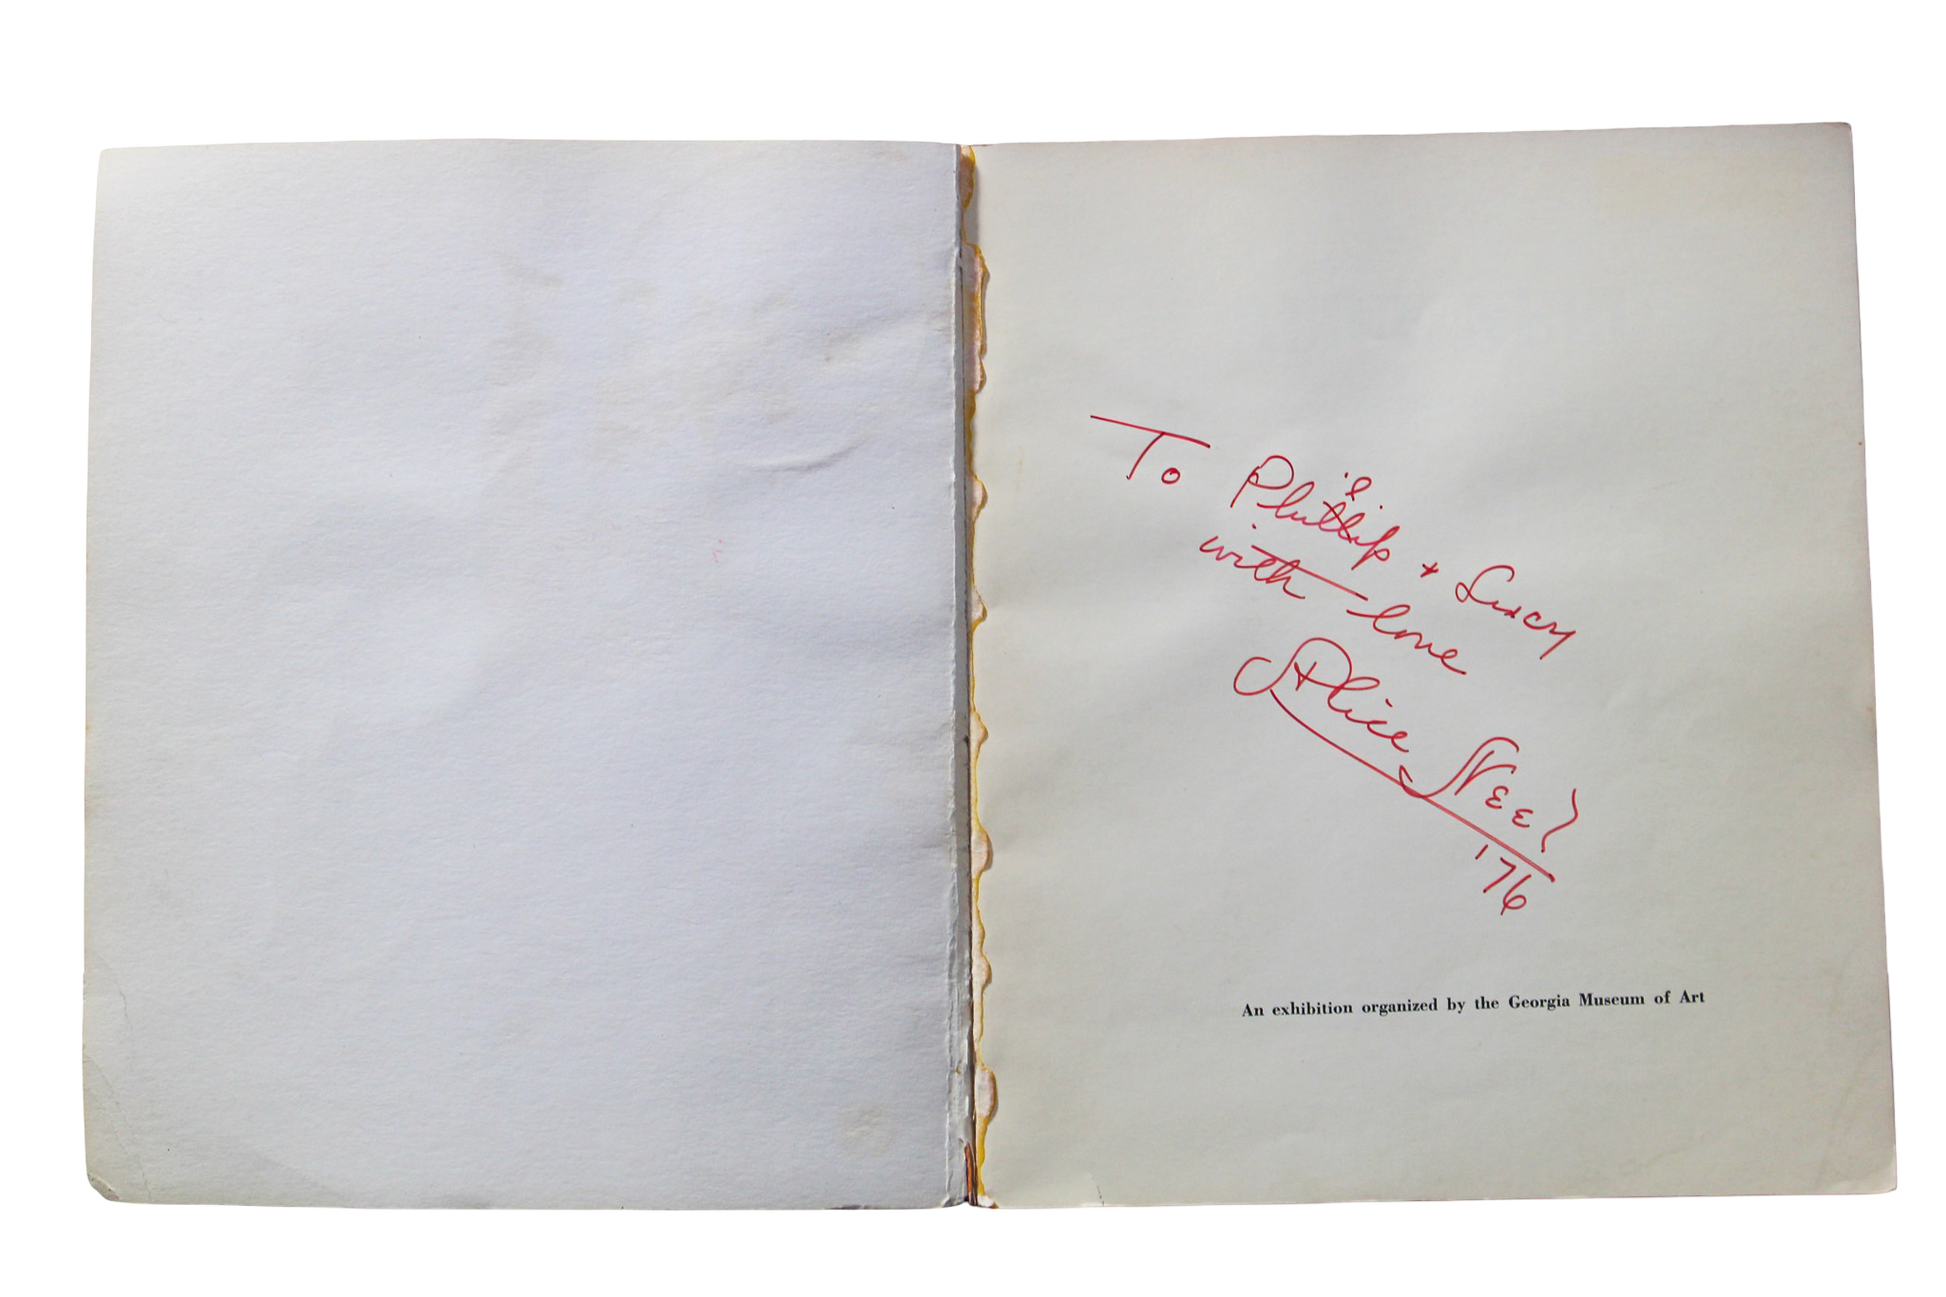 To Phillip + Lucy
with love
Alice Neel
'76
An exhibition organized by the Georgia Museum of Art